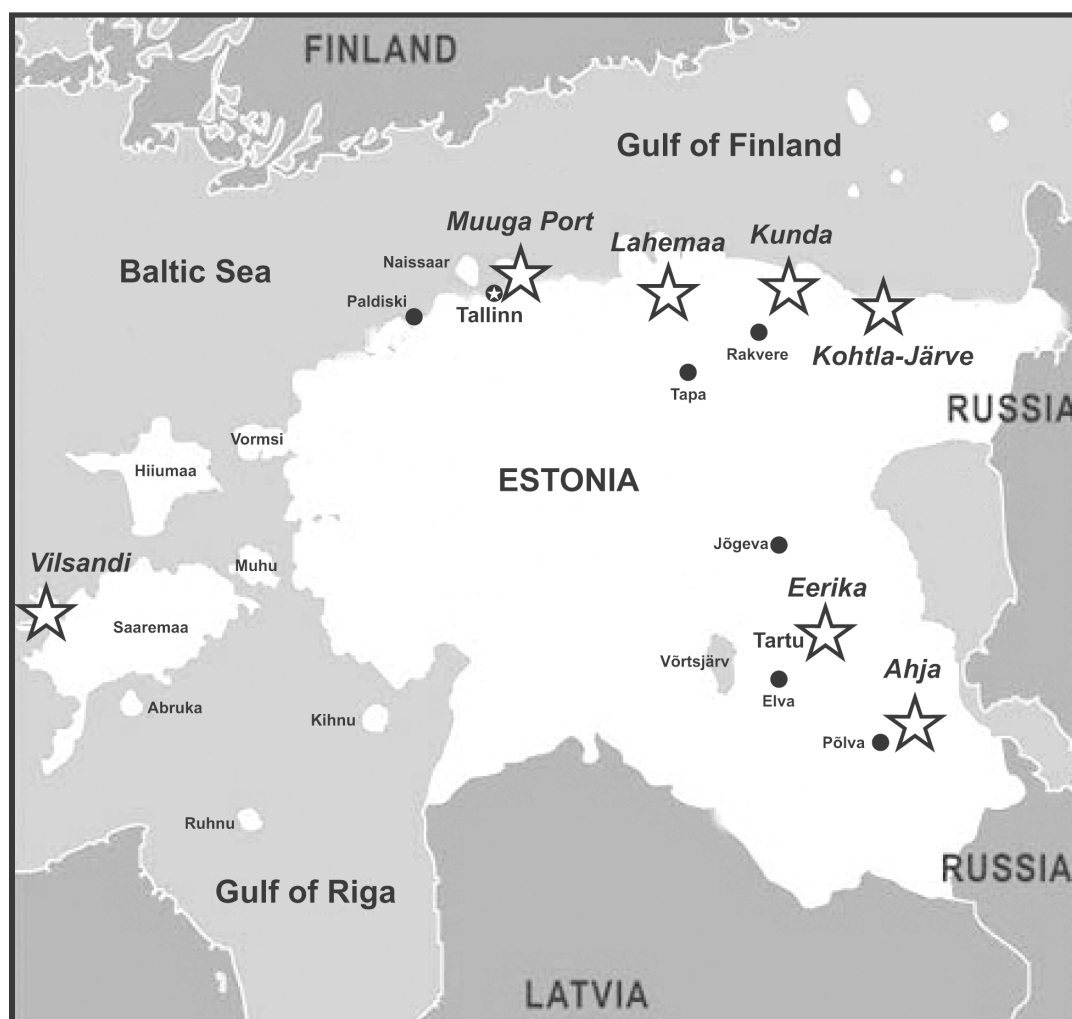 FINLAND
Gulf of Finland
Muuga Port
Kunda
Lahemaa
Naissaar
Baltic Sea
Paldiski
Tallinn
Rakvere
Kohtla-Järve
Tapa
RUSSIA
Vormsi
Hiiumaa
ESTONIA
Jõgeva
Vilsandi
Muhu
Eerika
Saaremaa
Tartu
Võrtsjärv
Ahja
Elva
Abruka
Kihnu
Põlva
Ruhnu
RUSSIA
Gulf of Riga
LATVIA